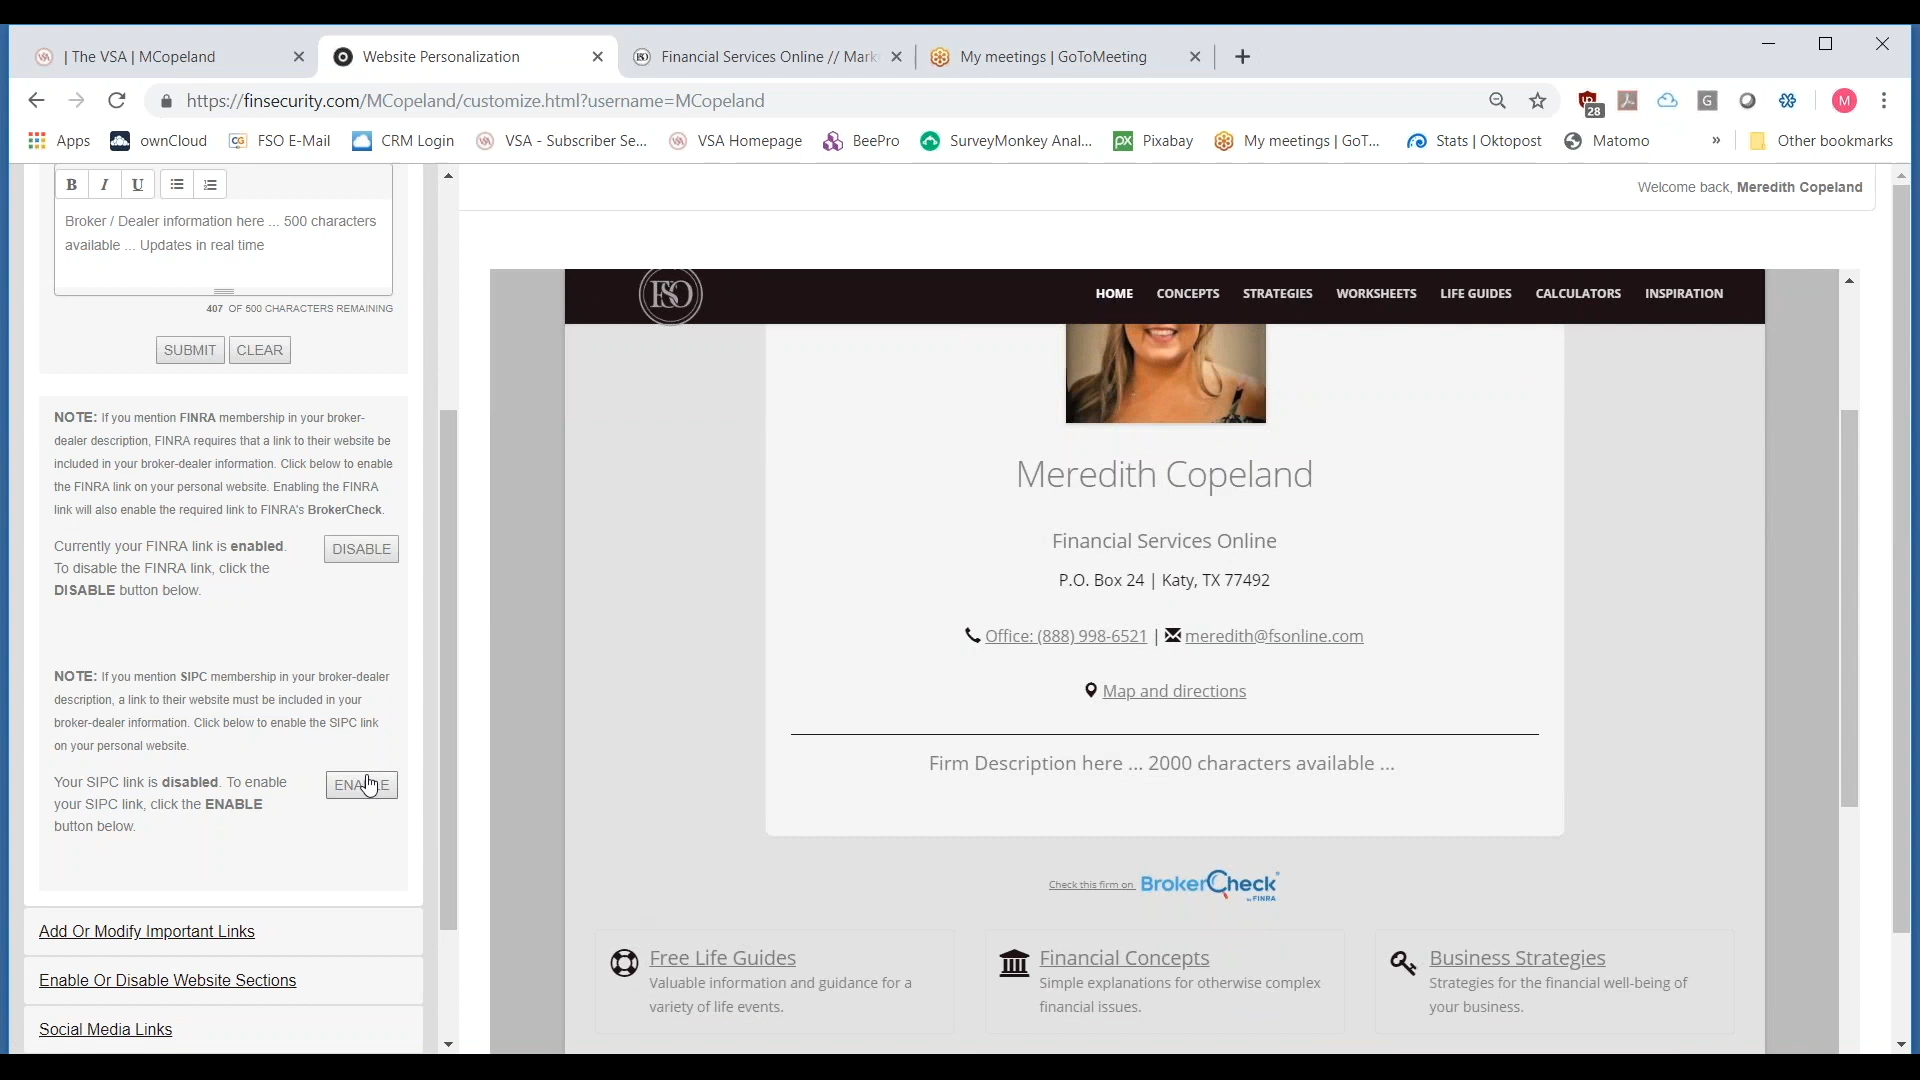 | The VSA | MCopeland
Website Personalization
Financial Services Online // Mark
My meetings | GoToMeeting
https://finsecurity.com/MCopeland/customize.html?username=MCopeland
28
G
M
Apps
ownCloud
CG
FSO E-Mail
CRM Login
VSA - Subscriber Se...
VSA Homepage
BeePro
SurveyMonkey Anal...
px
Pixabay
My meetings | GoT...
Stats | Oktopost
Matomo
»
Other bookmarks
B I U
Broker / Dealer information here ... 500 characters
available ... Updates in real time
407 OF 500 CHARACTERS REMAINING
SUBMIT
CLEAR
NOTE: If you mention FINRA membership in your broker-
dealer description, FINRA requires that a link to their website be
included in your broker-dealer information. Click below to enable
the FINRA link on your personal website. Enabling the FINRA
link will also enable the required link to FINRA's BrokerCheck.
Currently your FINRA link is enabled.
To disable the FINRA link, click the
DISABLE button below.
DISABLE
NOTE: If you mention SIPC membership in your broker-dealer
description, a link to their website must be included in your
broker-dealer information. Click below to enable the SIPC link
on your personal website.
Your SIPC link is disabled. To enable
your SIPC link, click the ENABLE
button below.
ENABLE
Add Or Modify Important Links
Enable Or Disable Website Sections
Social Media Links
Welcome back, Meredith Copeland
FSO
HOME
CONCEPTS
STRATEGIES
WORKSHEETS
LIFE GUIDES
CALCULATORS
INSPIRATION
Meredith Copeland
Financial Services Online
P.O. Box 24 | Katy, TX 77492
Office: (888) 998-6521 | meredith@fsonline.com
Map and directions
Firm Description here ... 2000 characters available ...
Check this firm on BrokerCheck
by FINRA
Free Life Guides
Valuable information and guidance for a
variety of life events.
Financial Concepts
Simple explanations for otherwise complex
financial issues.
Business Strategies
Strategies for the financial well-being of
your business.